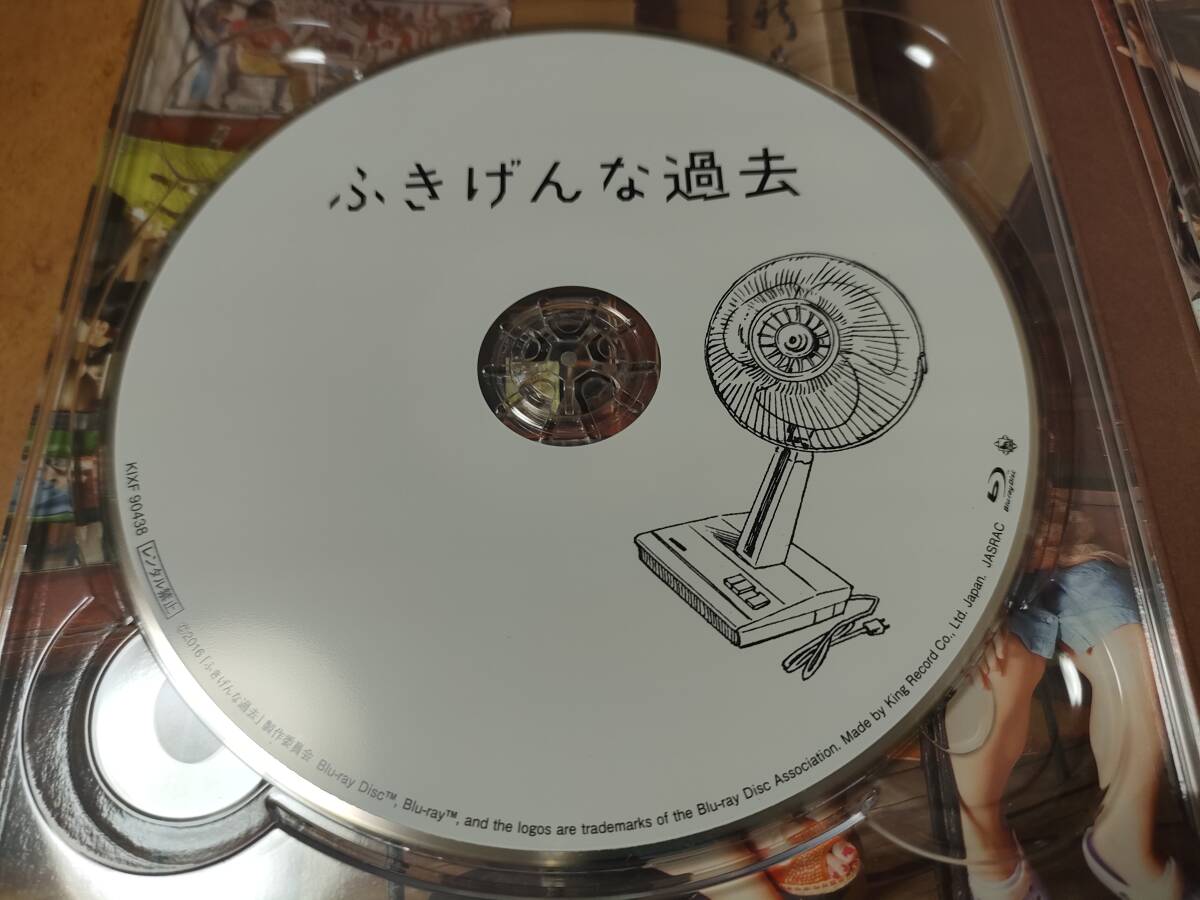 ふきげんな過去
Blu-ray Disc
KIXF 90438 レンタル禁止 ©2016「ふきげんな過去」製作委員会 Blu-ray Disc™, Blu-ray™, and the logos are trademarks of the Blu-ray Disc Association. Made by King Record Co., Ltd. Japan. JASRAC